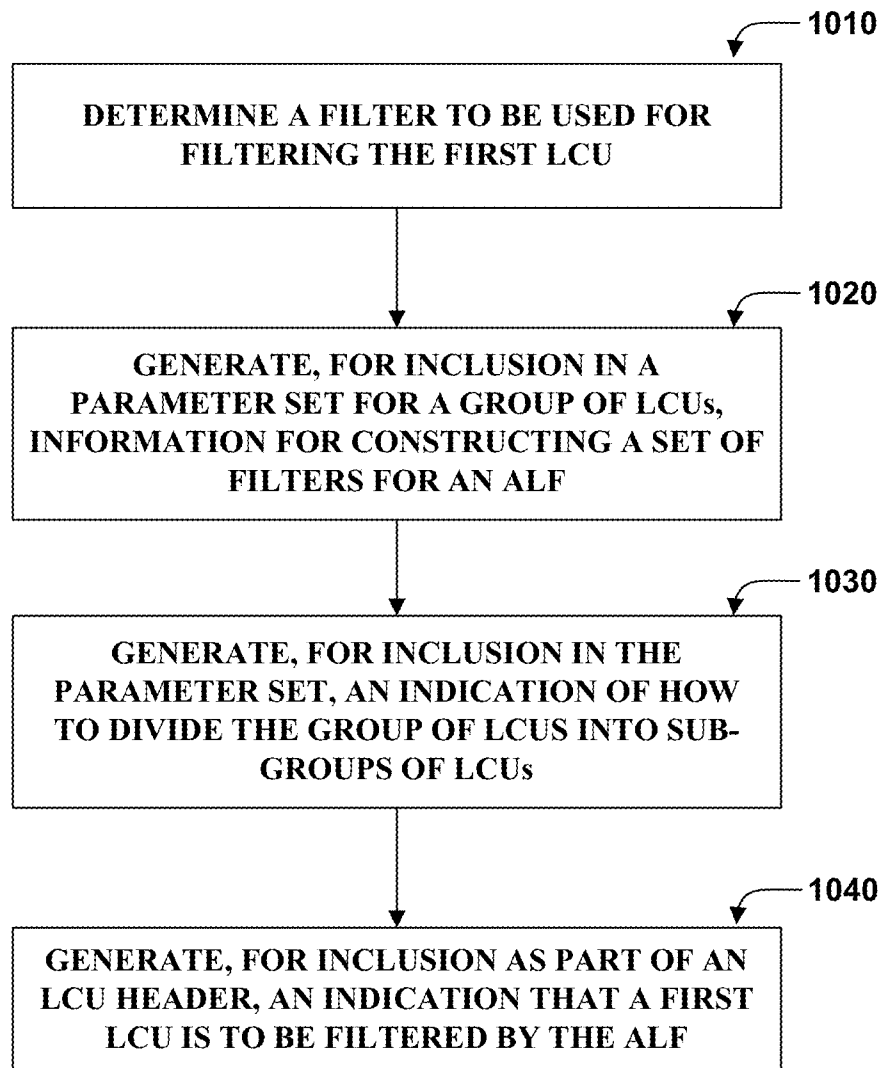 1010
DETERMINE A FILTER TO BE USED FOR
FILTERING THE FIRST LCU
1020
GENERATE, FOR INCLUSION IN A
PARAMETER SET FOR A GROUP OF LCUs,
INFORMATION FOR CONSTRUCTING A SET OF
FILTERS FOR AN ALF
1030
GENERATE, FOR INCLUSION IN THE
PARAMETER SET, AN INDICATION OF HOW
TO DIVIDE THE GROUP OF LCUS INTO SUB-
GROUPS OF LCUs
1040
GENERATE, FOR INCLUSION AS PART OF AN
LCU HEADER, AN INDICATION THAT A FIRST
LCU IS TO BE FILTERED BY THE ALF